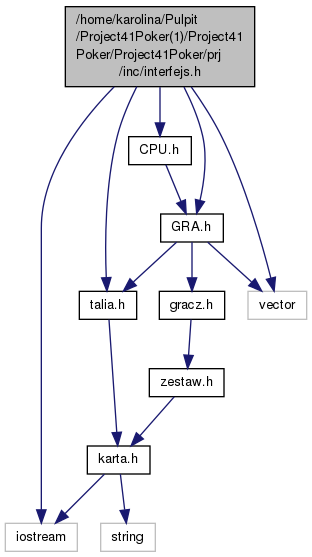 /home/karolina/Pulpit
/Project41Poker(1)/Project41
Poker/Project41Poker/prj
/inc/interfejs.h
CPU.h
GRA.h
talia.h
gracz.h
vector
zestaw.h
karta.h
iostream
string